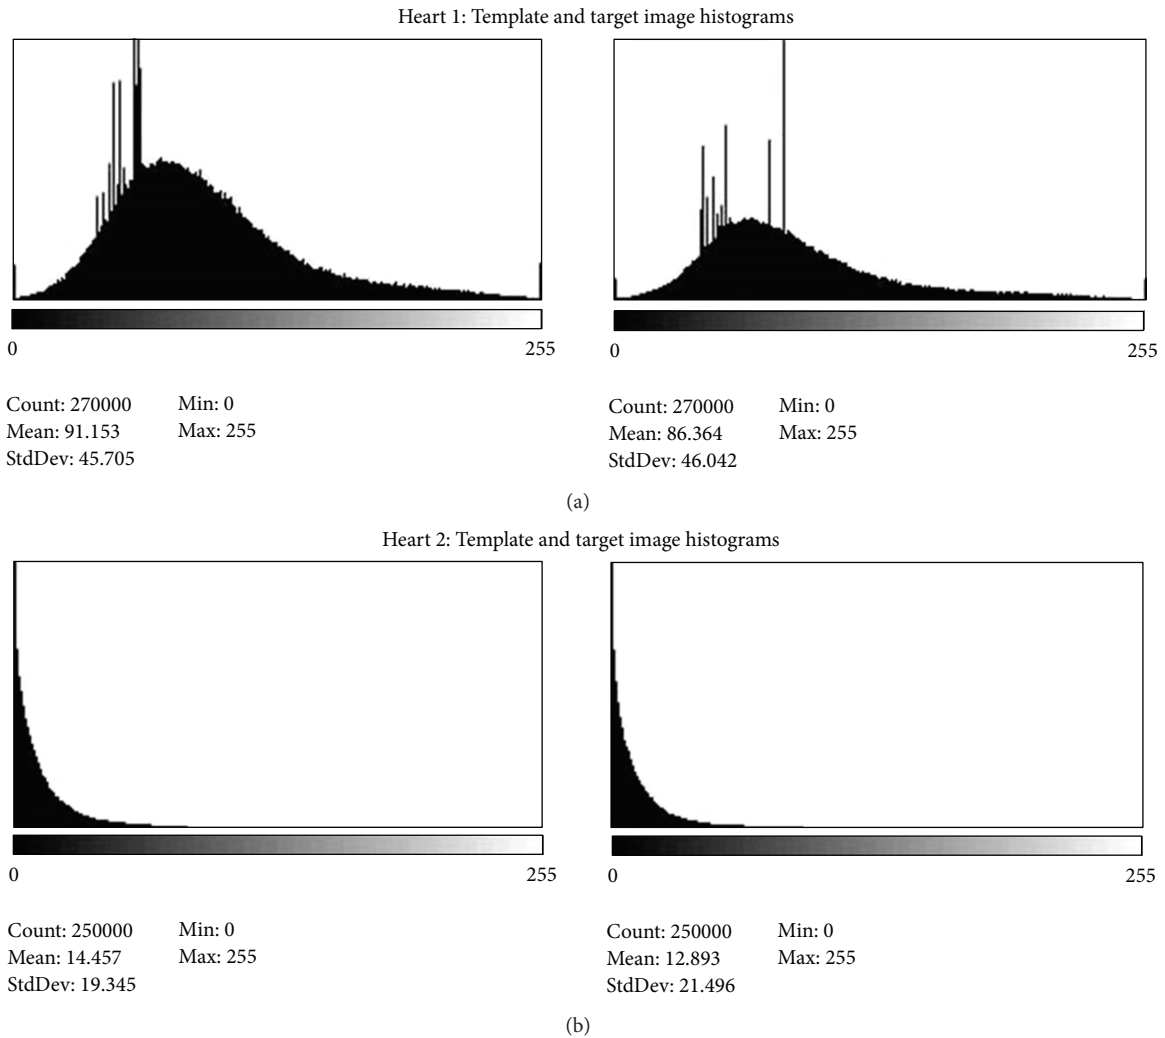 Heart 1: Template and target image histograms
0 255
0 255
Count: 270000 Min: 0
Mean: 91.153 Max: 255
StdDev: 45.705
Count: 270000 Min: 0
Mean: 86.364 Max: 255
StdDev: 46.042
(a)
Heart 2: Template and target image histograms
0 255
0 255
Count: 250000 Min: 0
Mean: 14.457 Max: 255
StdDev: 19.345
Count: 250000 Min: 0
Mean: 12.893 Max: 255
StdDev: 21.496
(b)